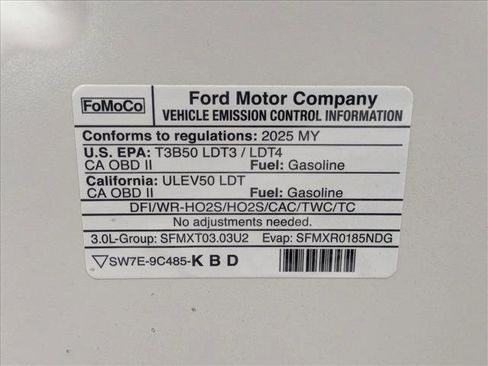 FoMoCo
Ford Motor Company
VEHICLE EMISSION CONTROL INFORMATION
Conforms to regulations: 2025 MY
U.S. EPA: T3B50 LDT3 / LDT4
CA OBD II Fuel: Gasoline
California: ULEV50 LDT
CA OBD II Fuel: Gasoline
DFI/WR-HO2S/HO2S/CAC/TWC/TC
No adjustments needed.
3.0L-Group: SFMXT03.03U2 Evap: SFMXR0185NDG
SW7E-9C485-K B D